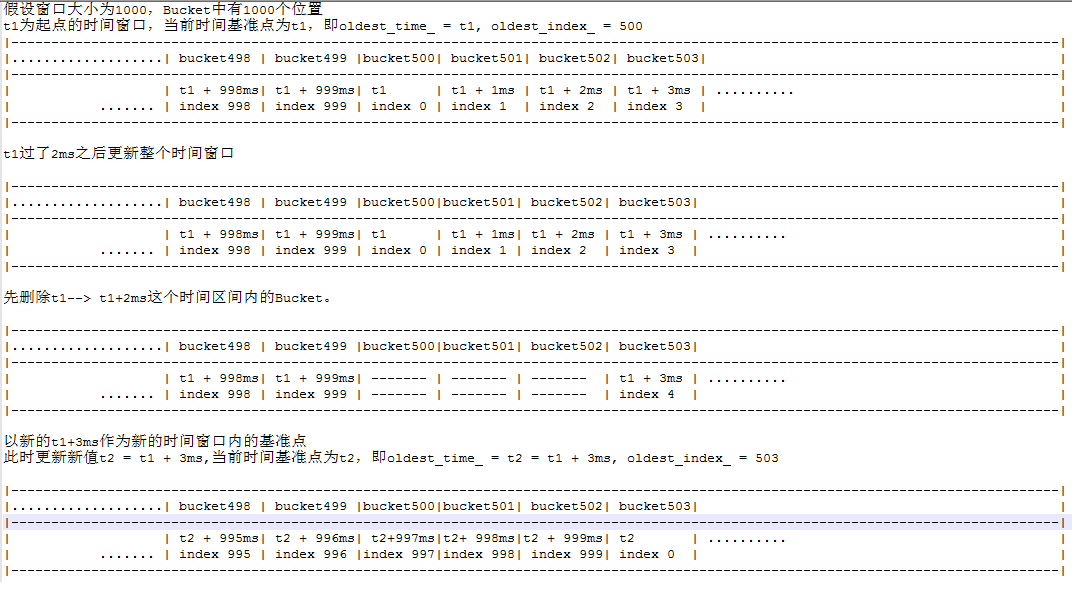 假设窗口大小为1000，Bucket中有1000个位置
t1为起点的时间窗口，当前时间基准点为t1，即oldest_time_ = t1, oldest_index_ = 500
|-----------------------------------------------------------------------------------------------------------------------------------|
|...................| bucket498 | bucket499 |bucket500| bucket501| bucket502| bucket503|                                            |
|-----------------------------------------------------------------------------------------------------------------------------------|
|                   | t1 + 998ms| t1 + 999ms| t1      | t1 + 1ms | t1 + 2ms | t1 + 3ms | ..........                                 |
|           ....... | index 998 | index 999 | index 0 | index 1  | index 2  | index 3  |                                            |
|-----------------------------------------------------------------------------------------------------------------------------------|
t1过了2ms之后更新整个时间窗口
|-----------------------------------------------------------------------------------------------------------------------------------|
|...................| bucket498 | bucket499 |bucket500|bucket501| bucket502| bucket503|                                             |
|-----------------------------------------------------------------------------------------------------------------------------------|
|                   | t1 + 998ms| t1 + 999ms| t1      | t1 + 1ms| t1 + 2ms | t1 + 3ms | ..........                                  |
|           ....... | index 998 | index 999 | index 0 | index 1 | index 2  | index 3  |                                             |
|-----------------------------------------------------------------------------------------------------------------------------------|
先删除t1--> t1+2ms这个时间区间内的Bucket。
|-----------------------------------------------------------------------------------------------------------------------------------|
|...................| bucket498 | bucket499 |bucket500|bucket501| bucket502| bucket503|                                             |
|-----------------------------------------------------------------------------------------------------------------------------------|
|                   | t1 + 998ms| t1 + 999ms| ------- | ------- | -------  | t1 + 3ms | ..........                                  |
|           ....... | index 998 | index 999 | ------- | ------- | -------  | index 4  |                                             |
|-----------------------------------------------------------------------------------------------------------------------------------|
以新的t1+3ms作为新的时间窗口内的基准点
此时更新新值t2 = t1 + 3ms,当前时间基准点为t2，即oldest_time_ = t2 = t1 + 3ms, oldest_index_ = 503
|-----------------------------------------------------------------------------------------------------------------------------------|
|...................| bucket498 | bucket499 |bucket500|bucket501| bucket502| bucket503|                                             |
|-----------------------------------------------------------------------------------------------------------------------------------|
|                   | t2 + 995ms| t2 + 996ms| t2+997ms|t2+ 998ms|t2 + 999ms| t2       | ..........                                  |
|           ....... | index 995 | index 996 |index 997|index 998| index 999| index 0  |                                             |
|-----------------------------------------------------------------------------------------------------------------------------------|